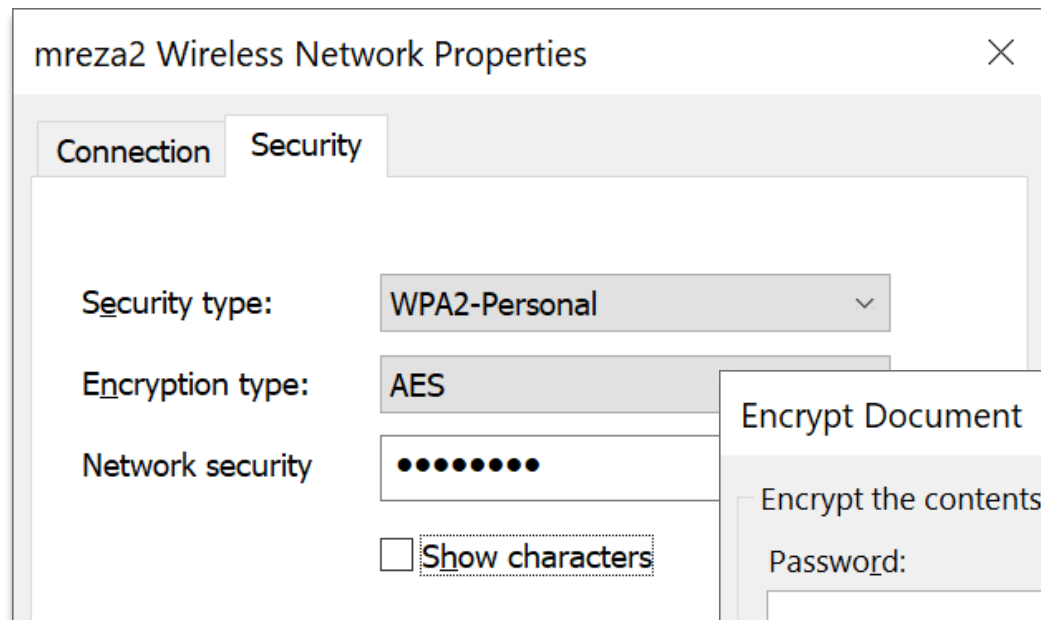 mreza2 Wireless Network Properties
Connection
Security
Security type:
WPA2-Personal
Encryption type:
AES
Network security
••••••••
Show characters
Encrypt Document
Encrypt the contents
Password: